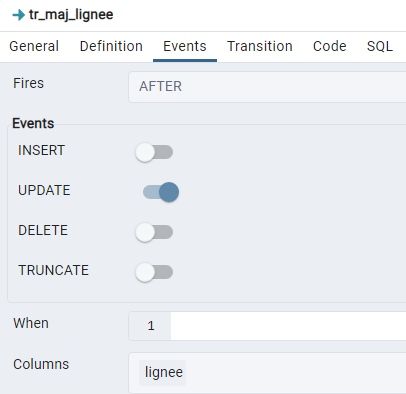 tr_maj_lignee
General Definition Events Transition Code SQL
Fires AFTER
Events
INSERT
UPDATE
DELETE
TRUNCATE
When 1
Columns lignee